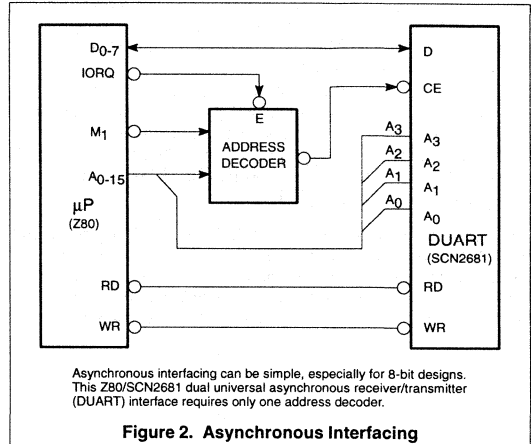 D0-7
D
IORQ
CE
E
M1
ADDRESS
DECODER
A3
A3
A2
A2
A1
A1
A0
A0
A0-15
μP
(Z80)
DUART
(SCN2681)
RD
RD
WR
WR
Asynchronous interfacing can be simple, especially for 8-bit designs.
This Z80/SCN2681 dual universal asynchronous receiver/transmitter
(DUART) interface requires only one address decoder.
Figure 2. Asynchronous Interfacing